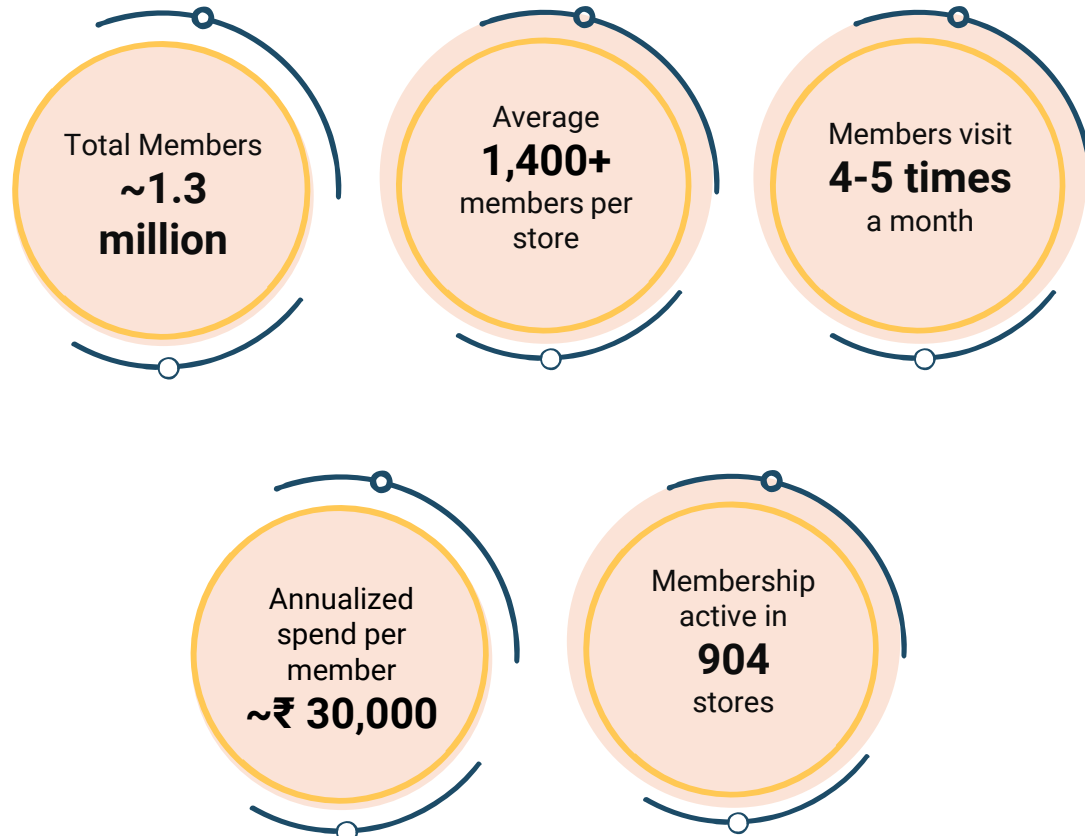 Total Members
~1.3
million
Average
1,400+
members per
store
Members visit
4-5 times
a month
Annualized
spend per
member
~₹ 30,000
Membership
active in
904
stores